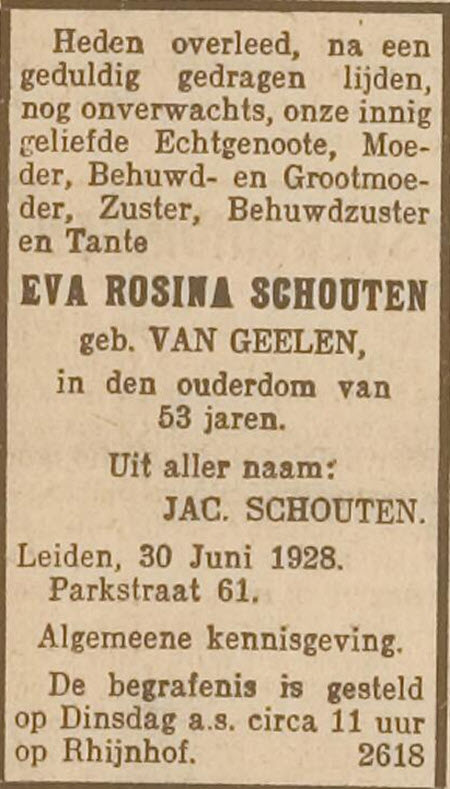 Heden overleed, na een
geduldig gedragen lijden,
nog onverwachts, onze innig
geliefde Echtgenoote, Moe-
der, Behuwd- en Grootmoe-
der, Zuster, Behuwdzuster
en Tante
EVA ROSINA SCHOUTEN
geb. VAN GEELEN,
in den ouderdom van
53 jaren.
Uit aller naam:
JAC. SCHOUTEN.
Leiden, 30 Juni 1928.
Parkstraat 61.
Algemeene kennisgeving.
De begrafenis is gesteld
op Dinsdag a.s. circa 11 uur
op Rhijnhof. 2618